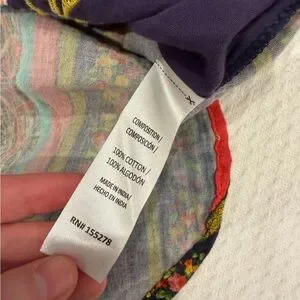 COMPOSITION/
COMPOSICIÓN/
100% COTTON/
100% ALGODÓN
MADE IN INDIA/
HECHO EN INDIA
RN# 155278